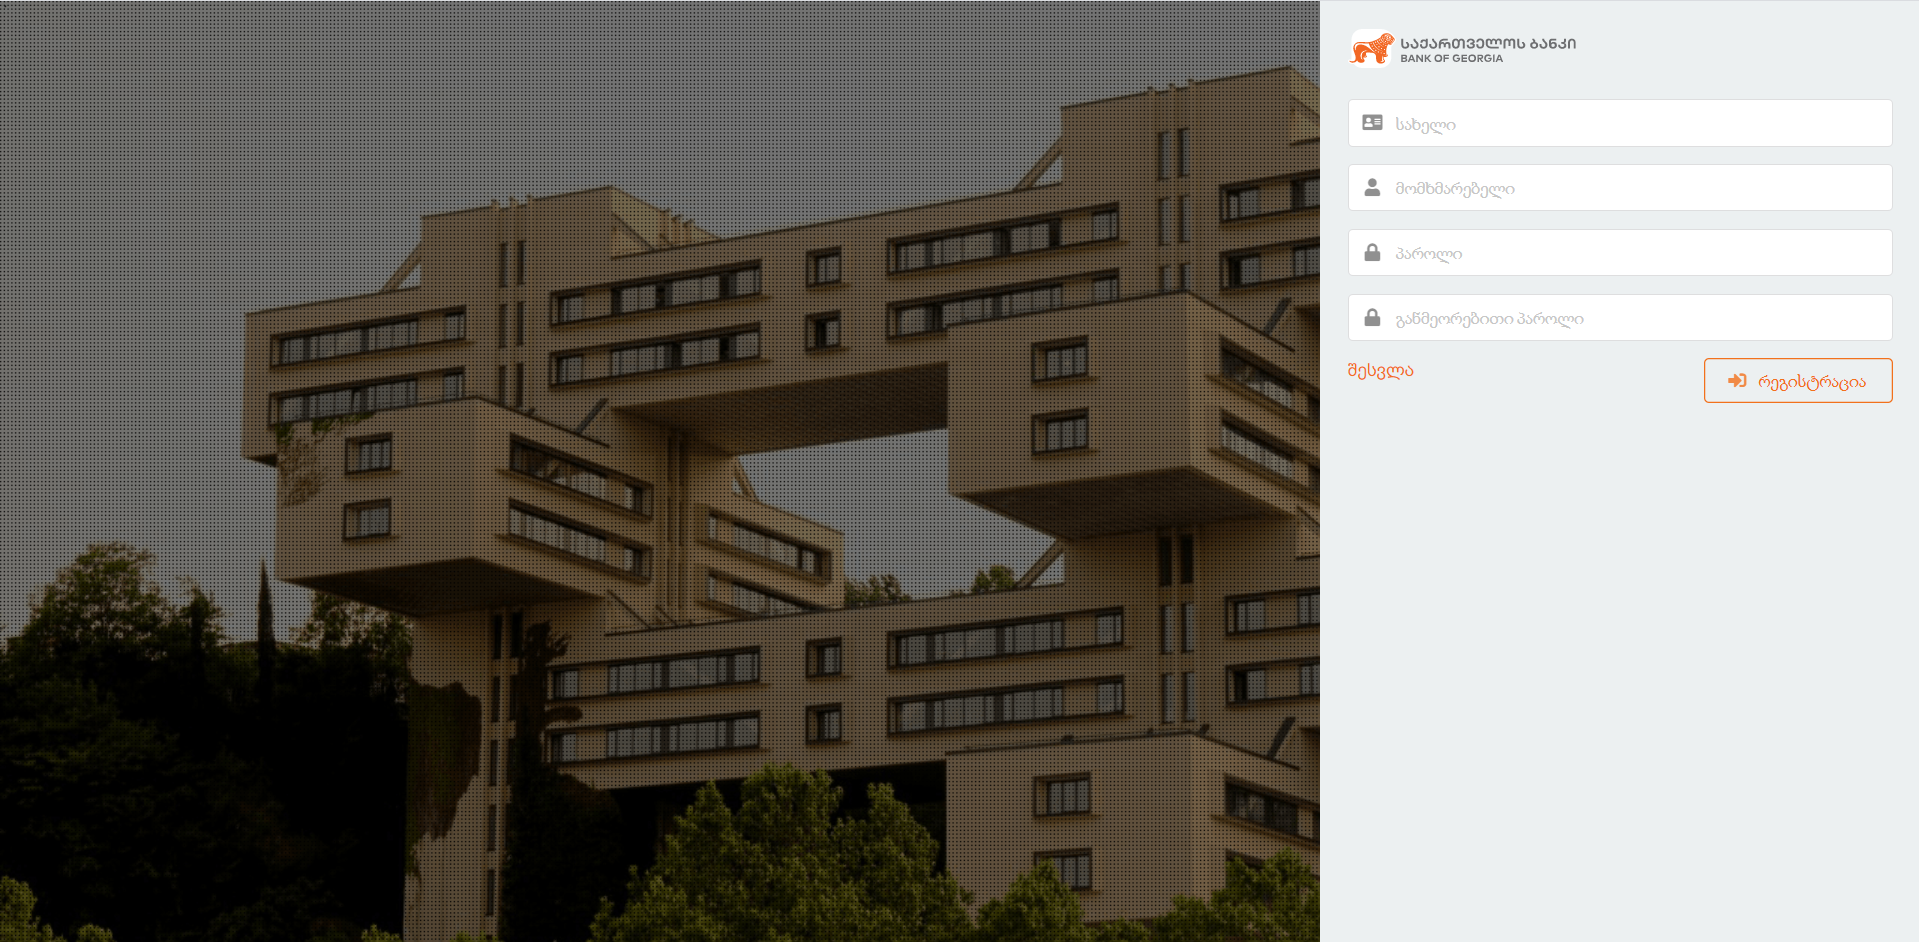 საქართველოს ბანკი
BANK OF GEORGIA
სახელი
მომხმარებელი
პაროლი
განმეორებითი პაროლი
შესვლა
რეგისტრაცია